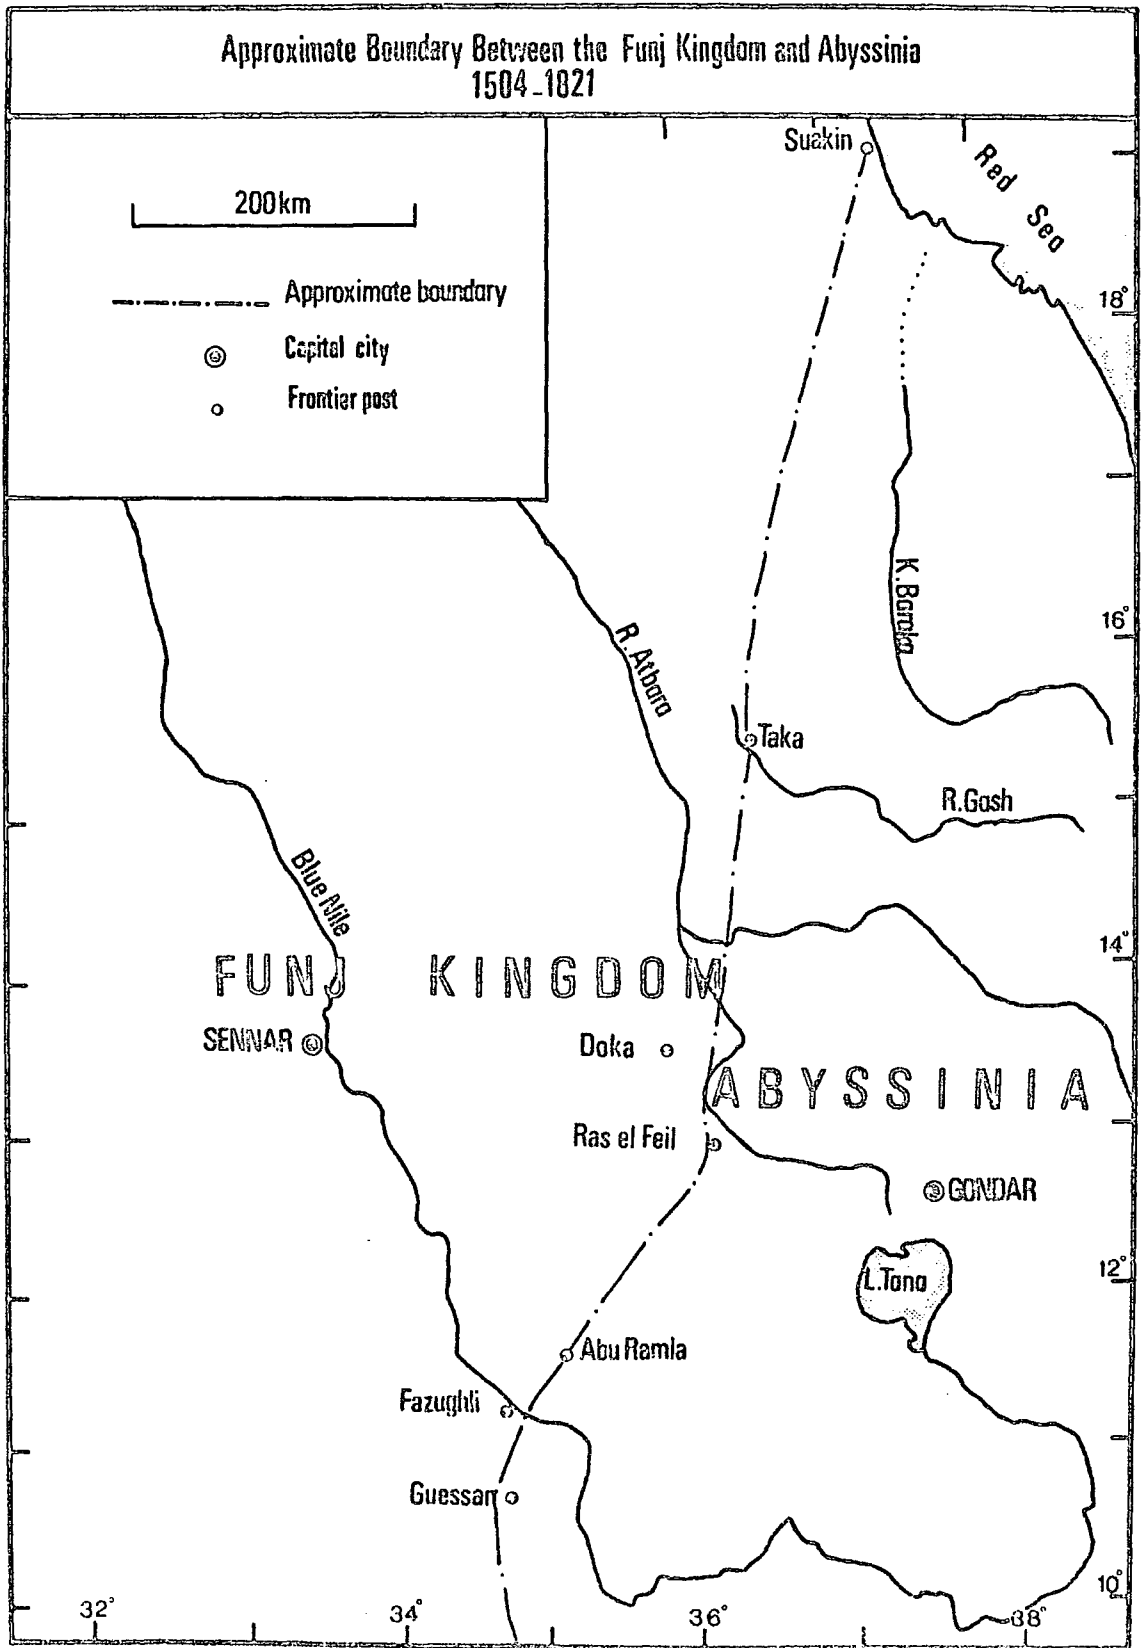 Approximate Boundary Between the Funj Kingdom and Abyssinia
1504-1821
200km
Approximate boundary
Capital city
Frontier post
Suakin
Red Sea
18°
K.Baraka
16°
R.Atbara
Taka
R.Gash
Blue Nile
14°
FUNJ KINGDOM
SENNAR
Doka
ABYSSINIA
Ras el Feil
GONDAR
12°
L.Tana
Abu Ramla
Fazughli
Guessan
10°
32°
34°
36°
38°